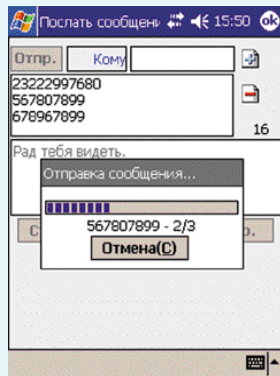 Послать сообщени 15:50 ok
Отпр. Кому
23222997680
567807899
678967899
16
Рад тебя видеть.
Отправка сообщения...
567807899 - 2/3
Отмена(C)